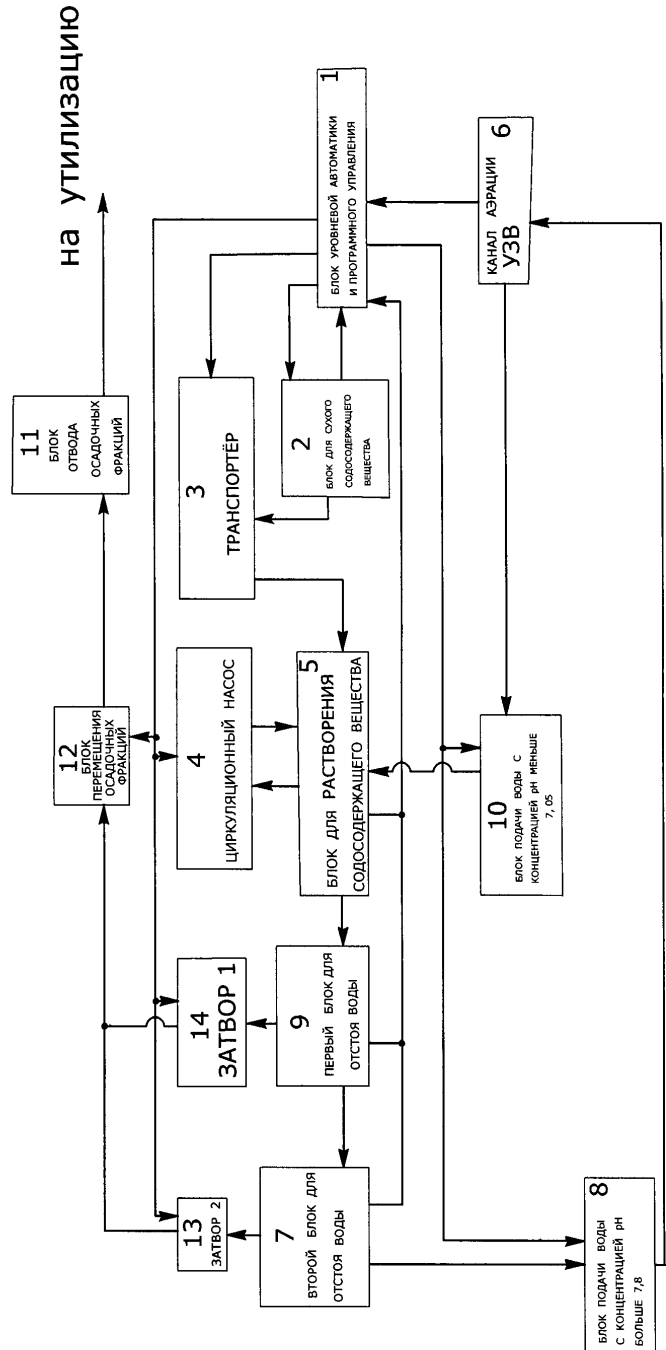 на утилизацию
1
БЛОК УРОВНЕВОЙ АВТОМАТИКИ
И ПРОГРАММНОГО УПРАВЛЕНИЯ
6
КАНАЛ АЭРАЦИИ
УЗВ
11
БЛОК
ОТВОДА
ОСАДОЧНЫХ
ФРАКЦИЙ
3
ТРАНСПОРТЁР
2
БЛОК ДЛЯ СУХОГО
СОДОСОДЕРЖАЩЕГО
ВЕЩЕСТВА
12
БЛОК
ПЕРЕМЕЩЕНИЯ
ОСАДОЧНЫХ
ФРАКЦИЙ
4
ЦИРКУЛЯЦИОННЫЙ НАСОС
5
БЛОК ДЛЯ РАСТВОРЕНИЯ
СОДОСОДЕРЖАЩЕГО ВЕЩЕСТВА
10
БЛОК ПОДАЧИ ВОДЫ С
КОНЦЕНТРАЦИЕЙ pH МЕНЬШЕ
7, 05
14
ЗАТВОР 1
9
ПЕРВЫЙ БЛОК ДЛЯ
ОТСТОЯ ВОДЫ
13
ЗАТВОР 2
7
ВТОРОЙ БЛОК ДЛЯ
ОТСТОЯ ВОДЫ
8
БЛОК ПОДАЧИ ВОДЫ
С КОНЦЕНТРАЦИЕЙ pH
БОЛЬШЕ 7,8